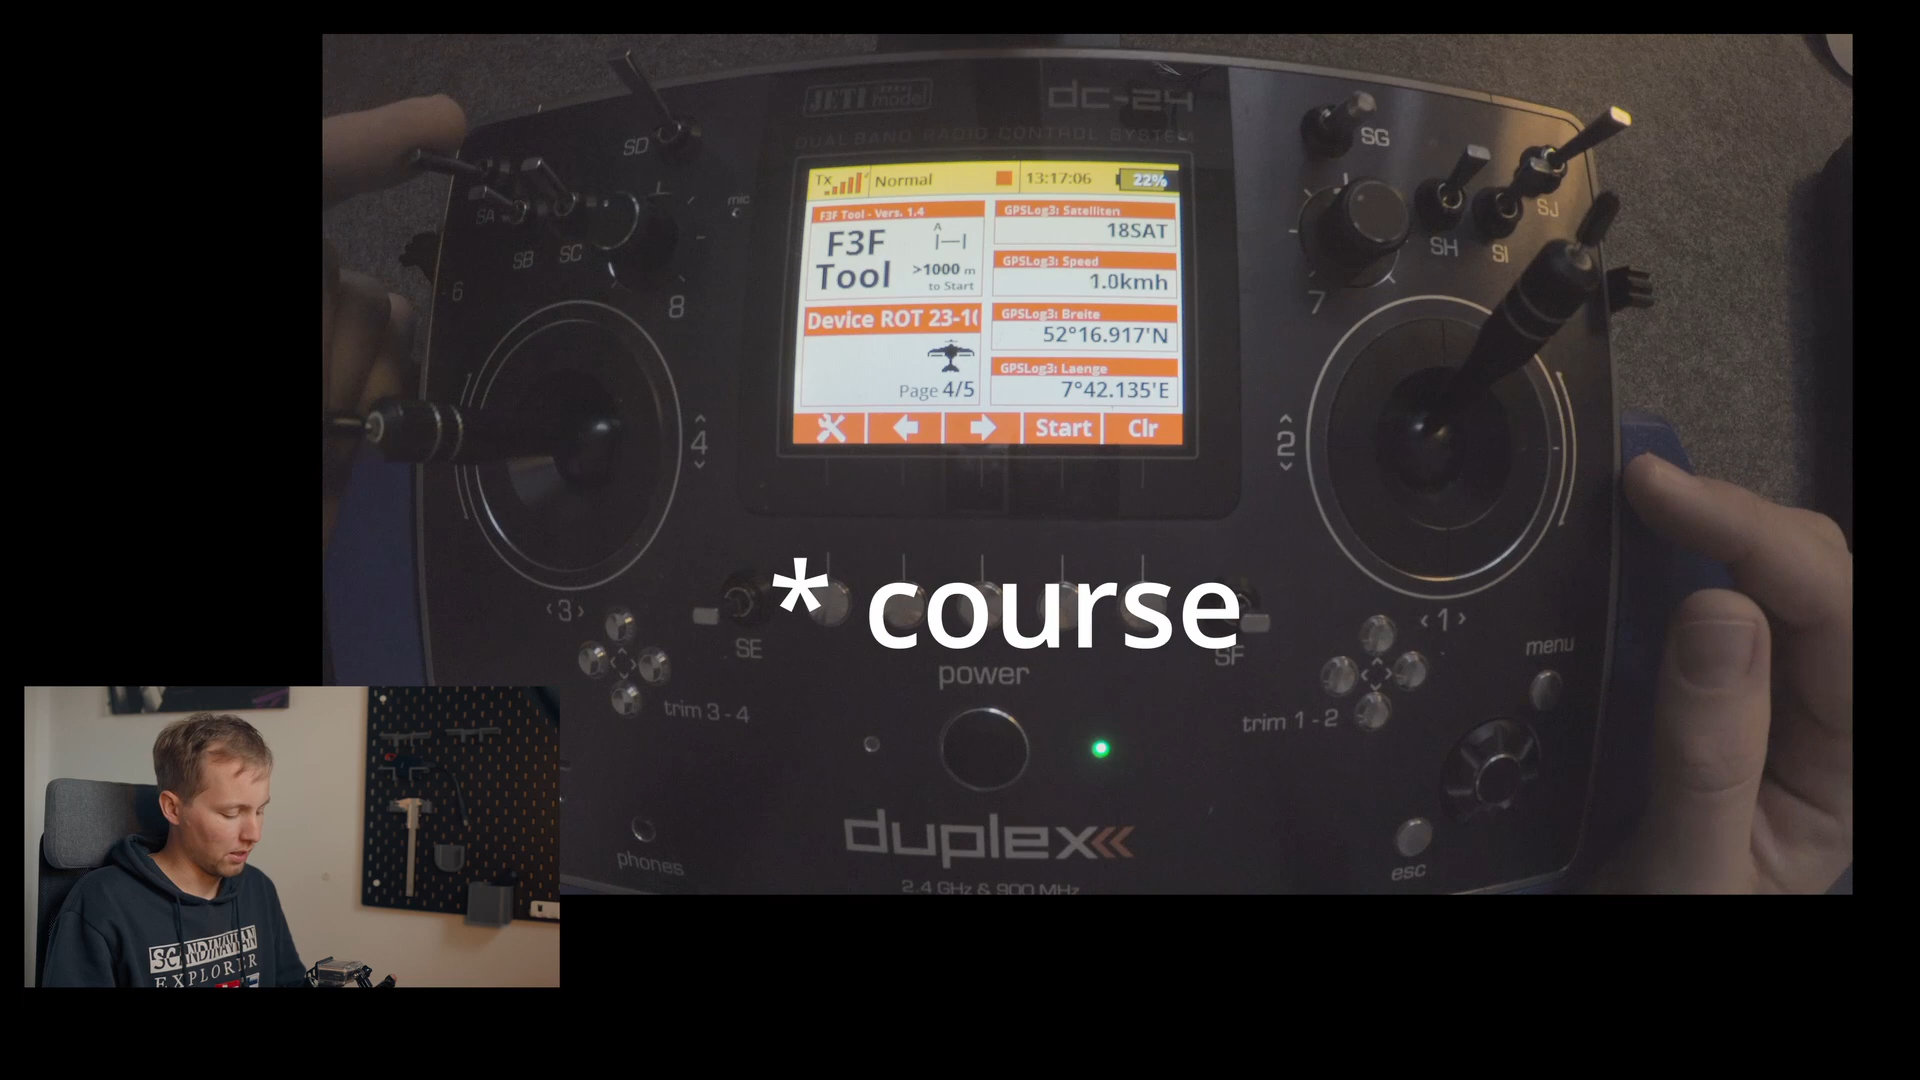 JETI model
dc-24
DUAL BAND RADIO CONTROL SYSTEM
SD
SG
mic
SA
SB
SC
SH
SI
SJ
6
8
7
Tx
Normal
13:17:06
22%
F3F Tool - Vers. 1.4
F3F
Tool
A
>1000 m
to Start
Device ROT 23-10
Page 4/5
GPSLog3: Satelliten
18SAT
GPSLog3: Speed
1.0kmh
GPSLog3: Breite
52°16.917'N
GPSLog3: Laenge
7°42.135'E
Start
Clr
4
2
* course
3
1
SE
SF
power
menu
trim 3 - 4
trim 1 - 2
phones
duplex
esc
2.4 GHz & 900 MHz
SCANDINAVIAN
EXPLORER